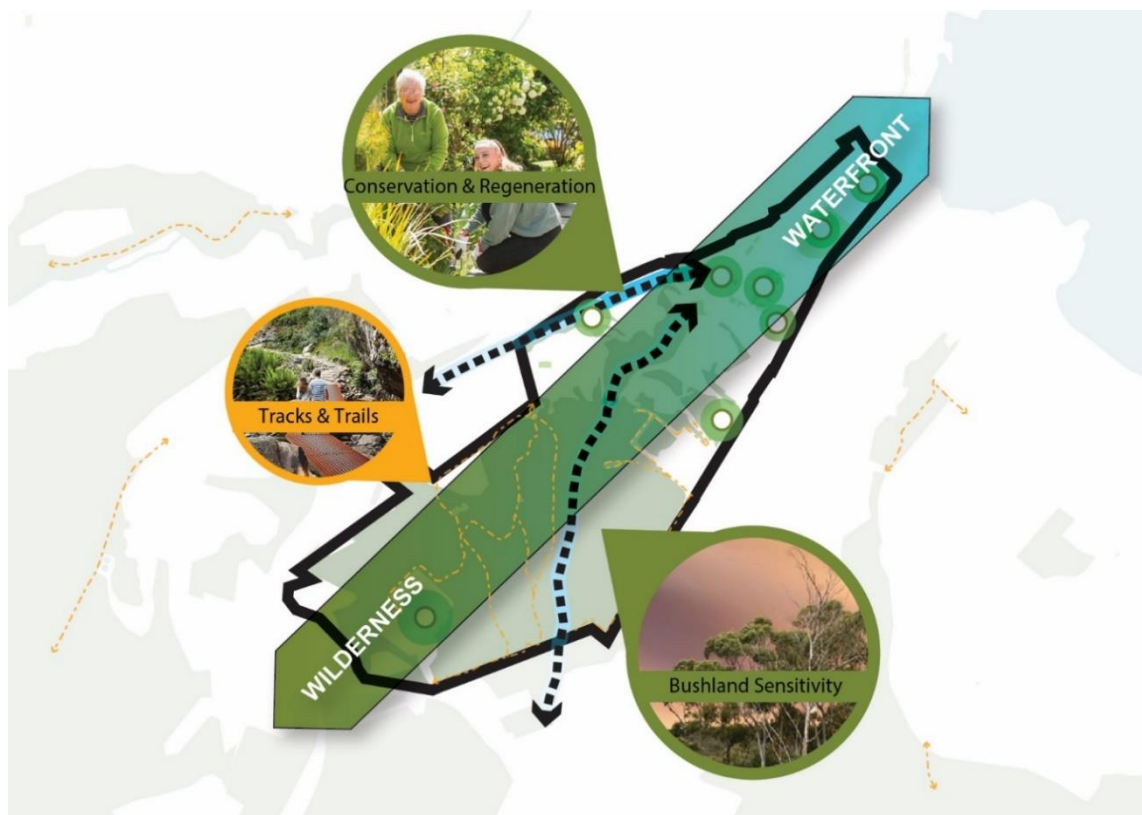 Conservation & Regeneration
WATERFRONT
Tracks & Trails
WILDERNESS
Bushland Sensitivity